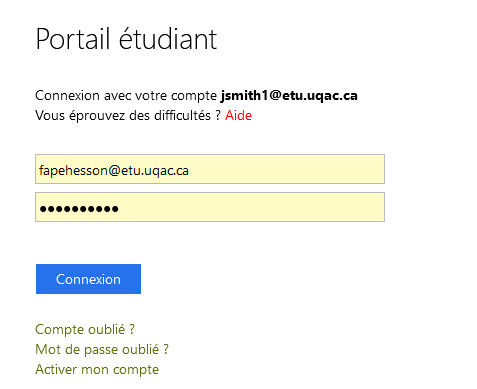 Portail étudiant
Connexion avec votre compte jsmith1@etu.uqac.ca
Vous éprouvez des difficultés ? Aide
fapehesson@etu.uqac.ca
●●●●●●●●●●
Connexion
Compte oublié ?
Mot de passe oublié ?
Activer mon compte